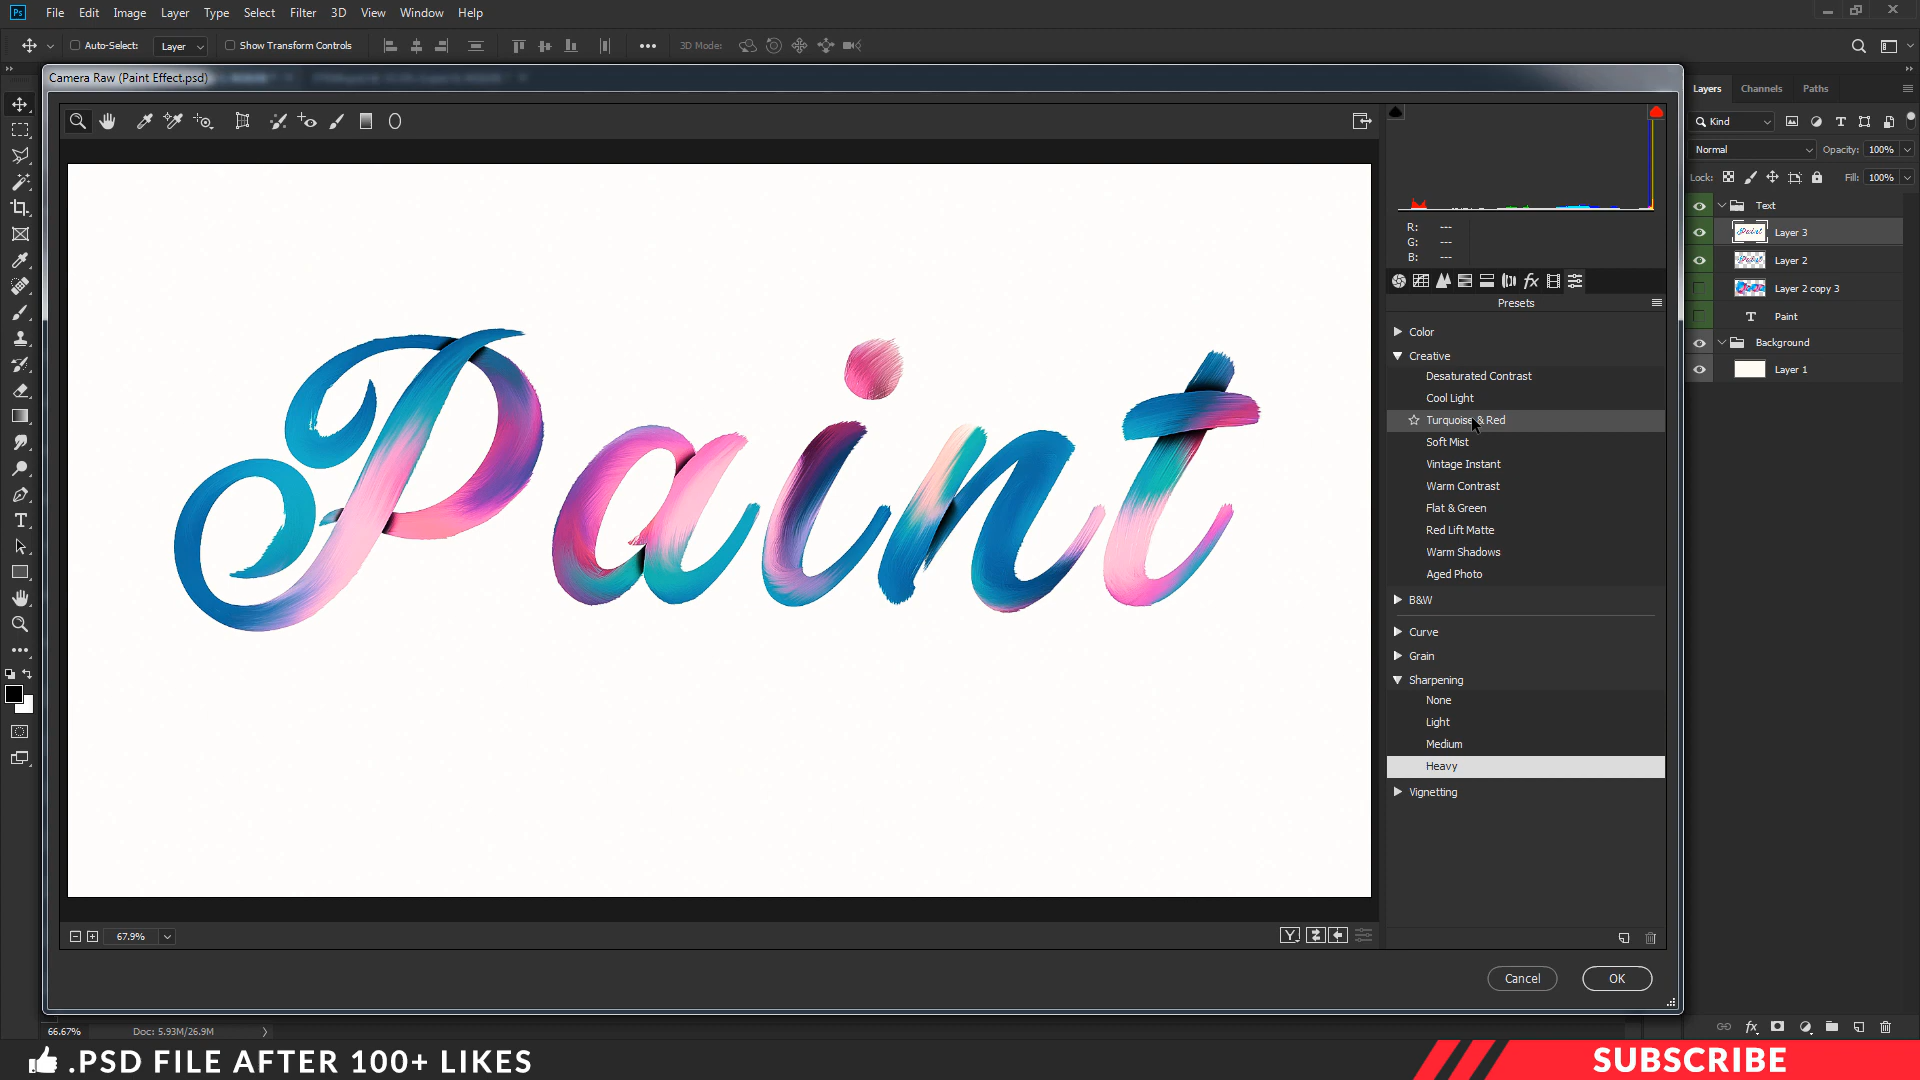 Ps File Edit Image Layer Type Select Filter 3D View Window Help
Auto-Select: Layer Show Transform Controls 3D Mode:
Camera Raw (Paint Effect.psd)
Paint
67.9%
R: ---
G: ---
B: ---
fx
Presets
Color
Creative
Desaturated Contrast
Cool Light
Turquoise & Red
Soft Mist
Vintage Instant
Warm Contrast
Flat & Green
Red Lift Matte
Warm Shadows
Aged Photo
B&W
Curve
Grain
Sharpening
None
Light
Medium
Heavy
Vignetting
Y
Cancel OK
Layers Channels Paths
Kind
Normal Opacity: 100%
Lock: Fill: 100%
Text
Layer 3
Layer 2
Layer 2 copy 3
T Paint
Background
Layer 1
fx
66.67% Doc: 5.93M/26.9M
.PSD FILE AFTER 100+ LIKES
SUBSCRIBE